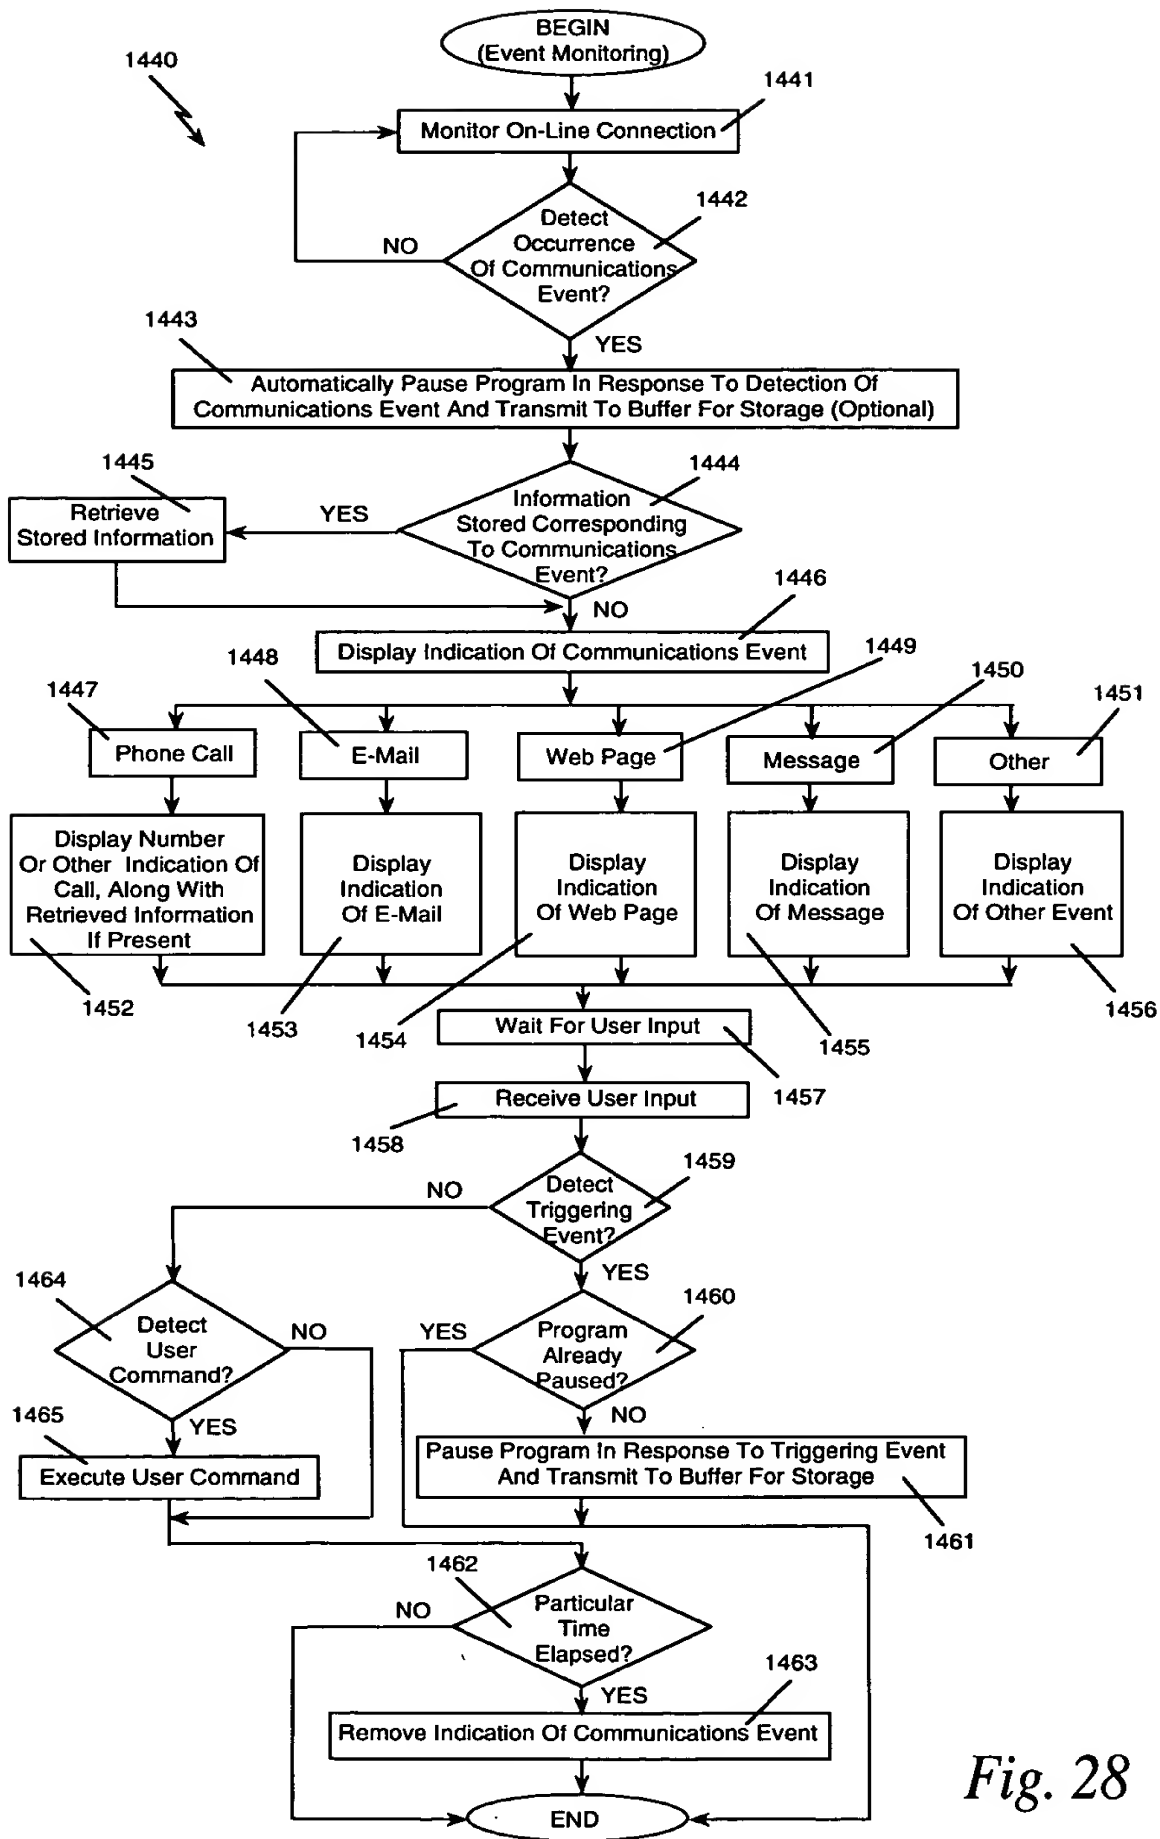 BEGIN
(Event Monitoring)
1440
1441
Monitor On-Line Connection
1442
Detect
Occurrence
Of Communications
Event?
NO
YES
1443
Automatically Pause Program In Response To Detection Of
Communications Event And Transmit To Buffer For Storage (Optional)
1444
1445
Information
Stored Corresponding
To Communications
Event?
YES
Retrieve
Stored Information
NO
1446
Display Indication Of Communications Event
1447
1448
1449
1450
1451
Phone Call
E-Mail
Web Page
Message
Other
Display Number
Or Other Indication Of
Call, Along With
Retrieved Information
If Present
Display
Indication
Of E-Mail
Display
Indication
Of Web Page
Display
Indication
Of Message
Display
Indication
Of Other Event
1452
1453
1454
1455
1456
Wait For User Input
1457
Receive User Input
1458
1459
Detect
Triggering
Event?
NO
YES
1464
Detect
User
Command?
NO
YES
1460
Program
Already
Paused?
YES
NO
1465
Execute User Command
Pause Program In Response To Triggering Event
And Transmit To Buffer For Storage
1461
1462
Particular
Time
Elapsed?
NO
YES
1463
Remove Indication Of Communications Event
END
Fig. 28